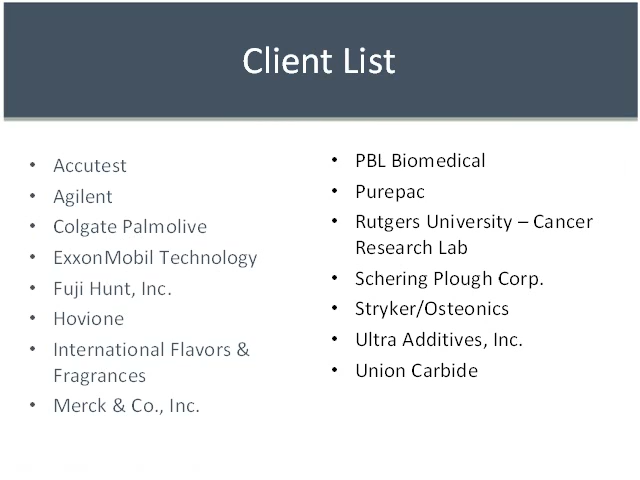 Client List
• Accutest
• Agilent
• Colgate Palmolive
• ExxonMobil Technology
• Fuji Hunt, Inc.
• Hovione
• International Flavors &
Fragrances
• Merck & Co., Inc.
• PBL Biomedical
• Purepac
• Rutgers University – Cancer
Research Lab
• Schering Plough Corp.
• Stryker/Osteonics
• Ultra Additives, Inc.
• Union Carbide